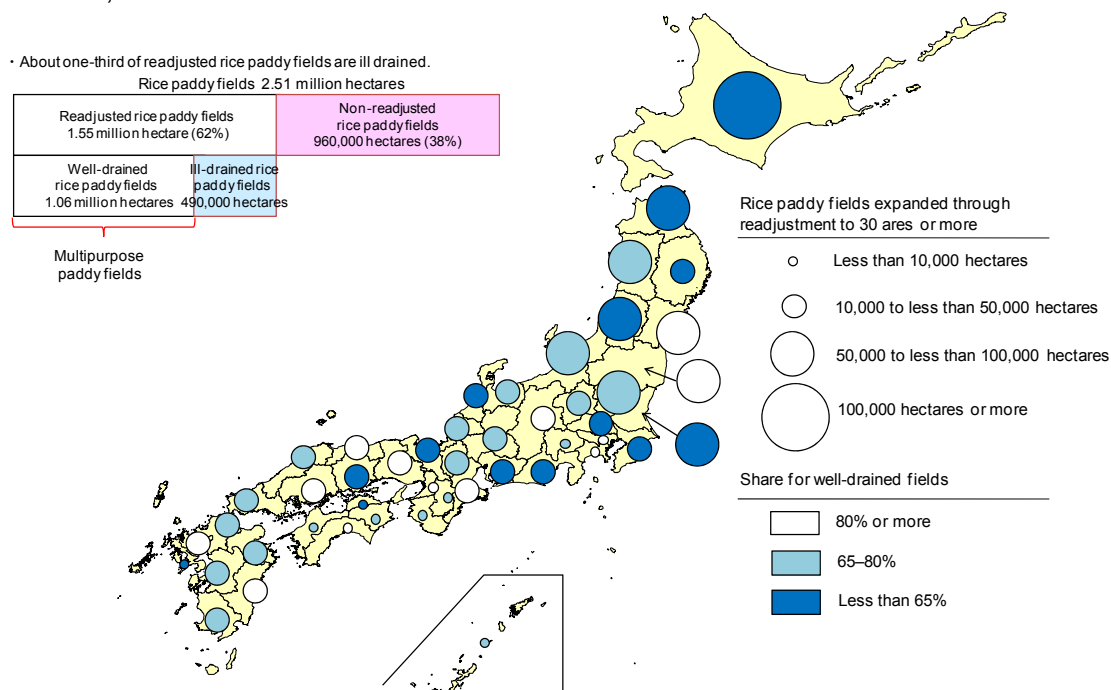 ・About one-third of readjusted rice paddy fields are ill drained.
Rice paddy fields 2.51 million hectares
Readjusted rice paddy fields
1.55 million hectare (62%)
Non-readjusted
rice paddy fields
960,000 hectares (38%)
Well-drained
rice paddy fields
1.06 million hectares
Ill-drained rice
paddy fields
490,000 hectares
Multipurpose
paddy fields
Rice paddy fields expanded through
readjustment to 30 ares or more
Less than 10,000 hectares
10,000 to less than 50,000 hectares
50,000 to less than 100,000 hectares
100,000 hectares or more
Share for well-drained fields
80% or more
65–80%
Less than 65%